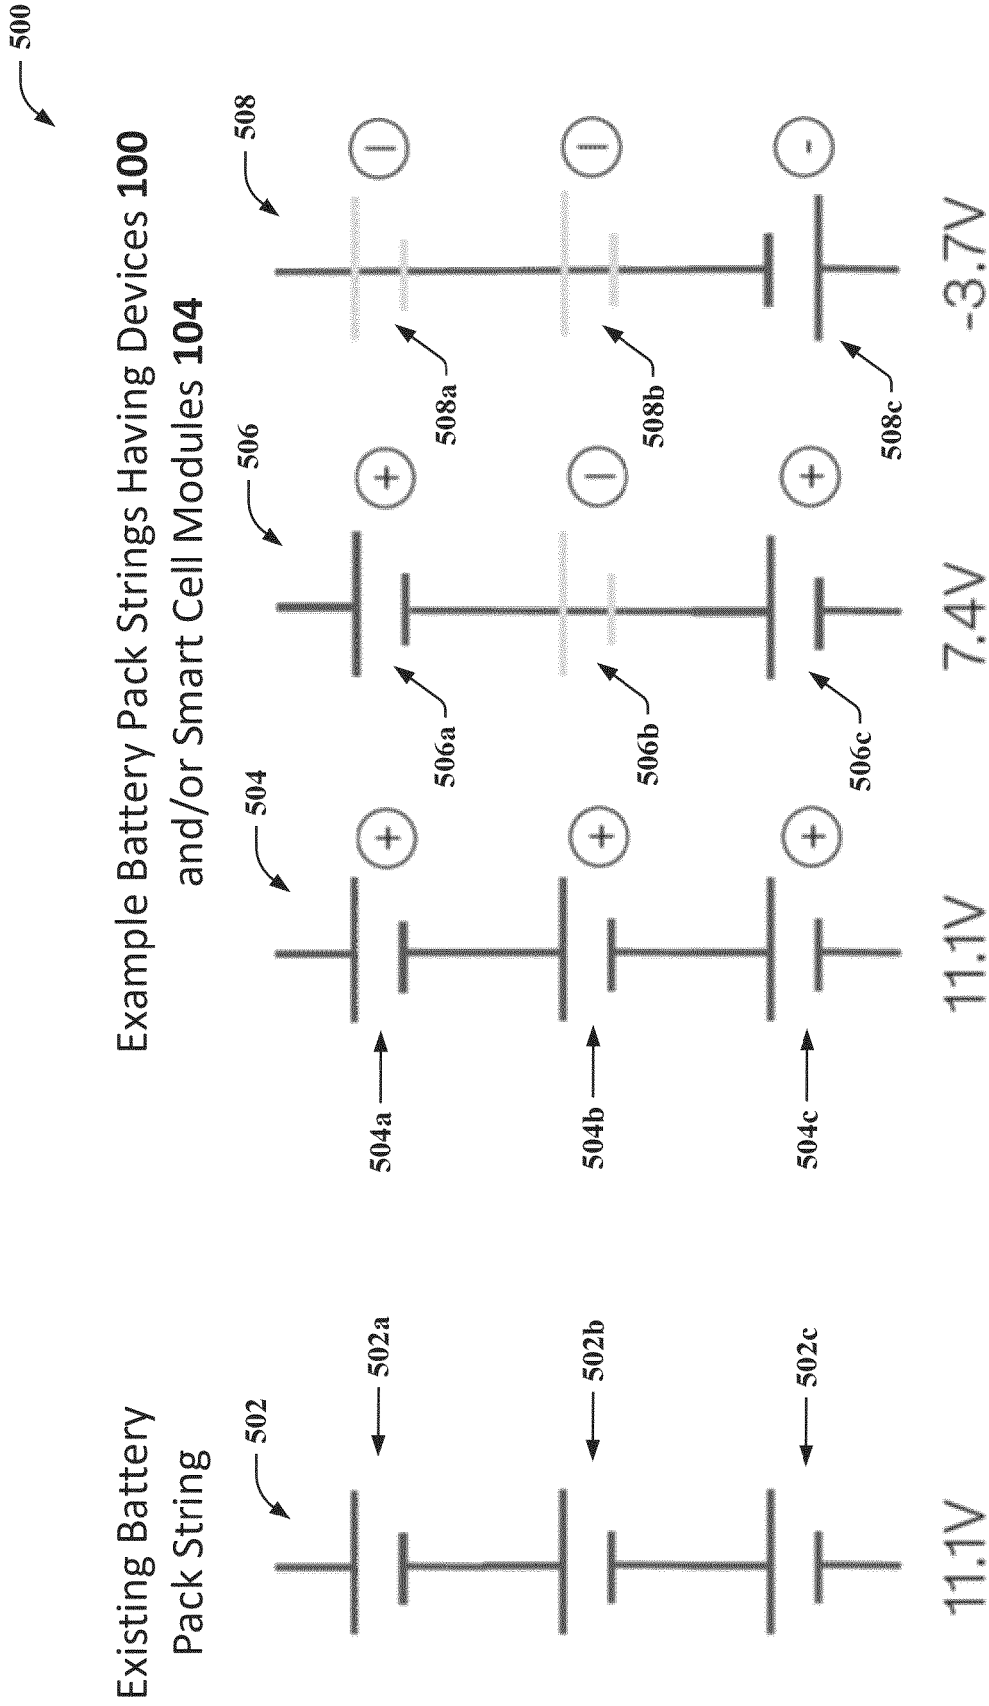 500
Existing Battery
Pack String
Example Battery Pack Strings Having Devices 100
and/or Smart Cell Modules 104
502
504
506
508
502a
504a
+
+
|
506a
508a
502b
504b
+
|
|
506b
508b
502c
504c
+
+
-
506c
508c
11.1V
11.1V
7.4V
-3.7V